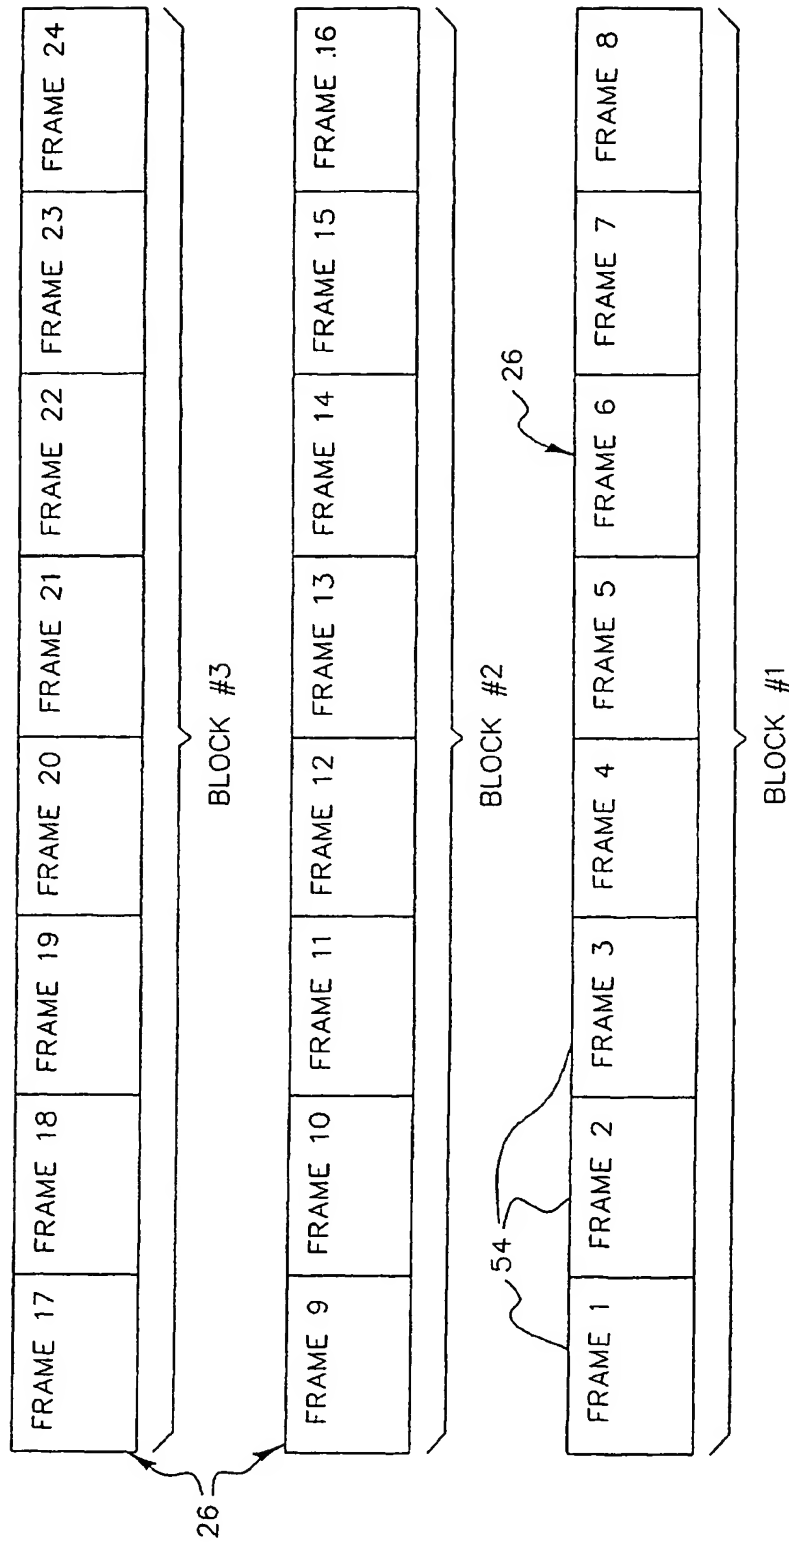 FRAME 17 FRAME 18 FRAME 19 FRAME 20 FRAME 21 FRAME 22 FRAME 23 FRAME 24
BLOCK #3
26
FRAME 9 FRAME 10 FRAME 11 FRAME 12 FRAME 13 FRAME 14 FRAME 15 FRAME .16
BLOCK #2
54
26
FRAME 1 FRAME 2 FRAME 3 FRAME 4 FRAME 5 FRAME 6 FRAME 7 FRAME 8
BLOCK #1